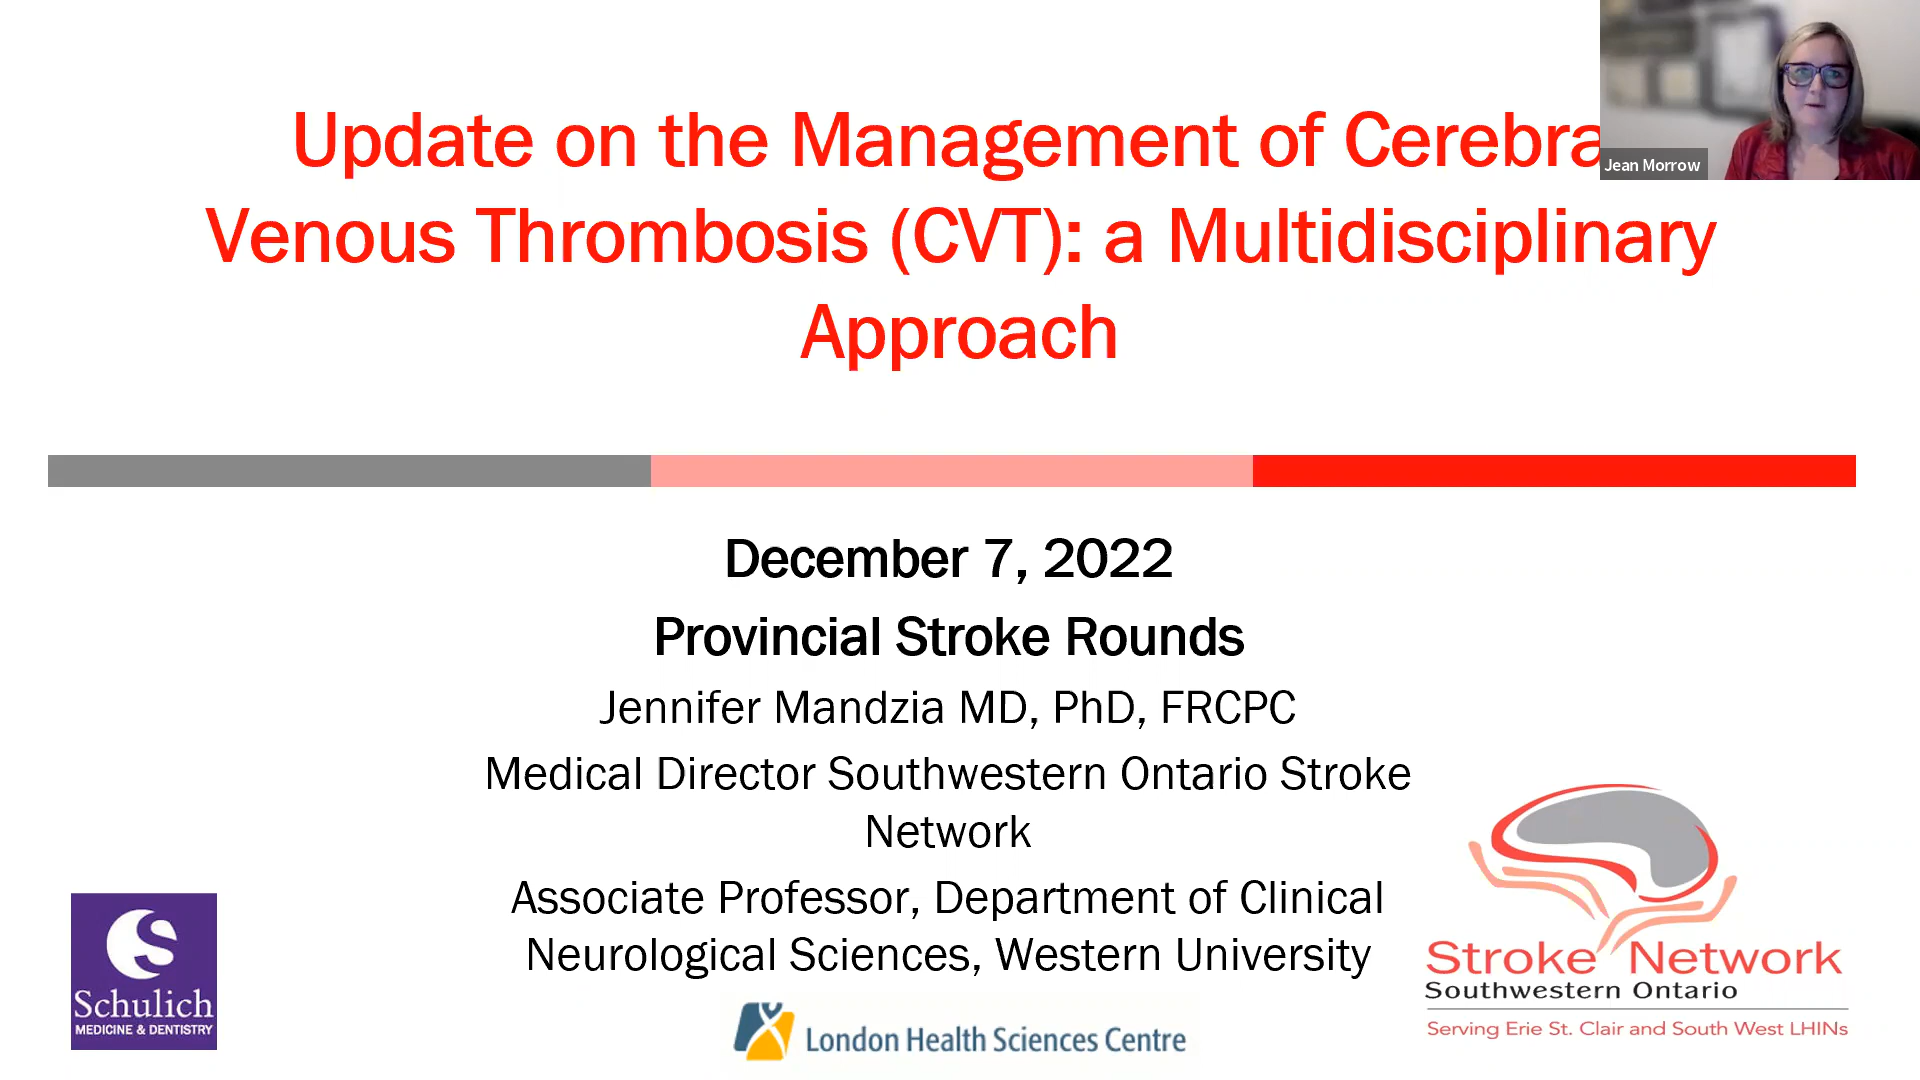 Update on the Management of Cerebra
Venous Thrombosis (CVT): a Multidisciplinary
Approach
Jean Morrow
December 7, 2022
Provincial Stroke Rounds
Jennifer Mandzia MD, PhD, FRCPC
Medical Director Southwestern Ontario Stroke
Network
Associate Professor, Department of Clinical
Neurological Sciences, Western University
Schulich
MEDICINE & DENTISTRY
London Health Sciences Centre
Stroke Network
Southwestern Ontario
Serving Erie St. Clair and South West LHINs